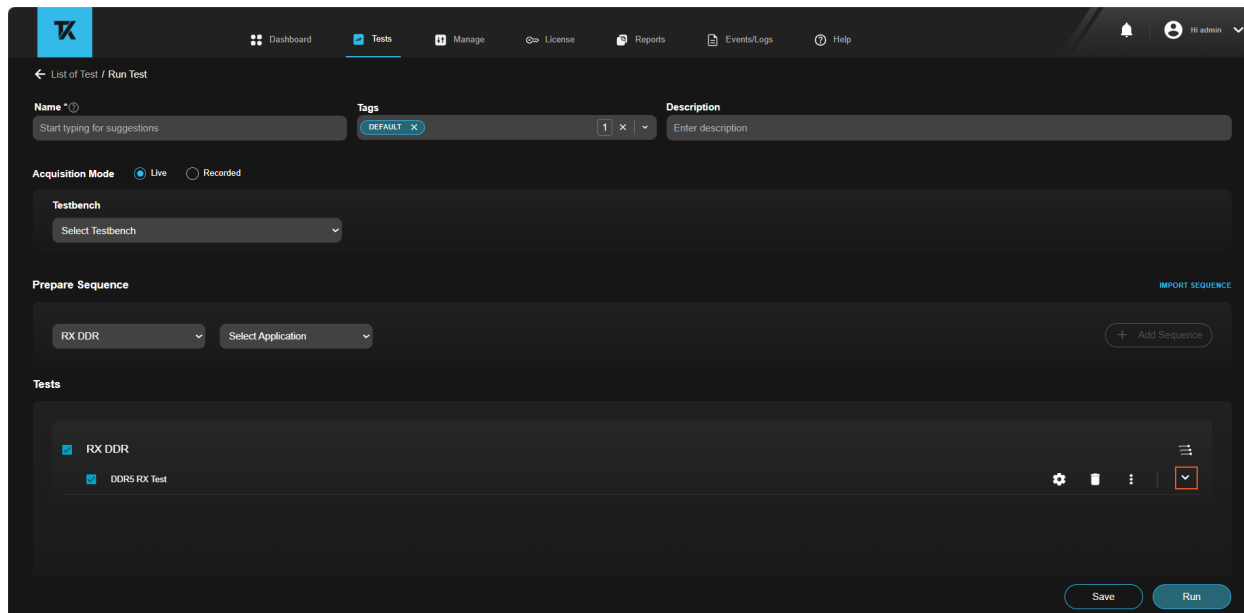 TK
Dashboard Tests Manage License Reports Events/Logs Help Hi admin
List of Test / Run Test
Name * Tags Description
Start typing for suggestions DEFAULT 1 Enter description
Acquisition Mode Live Recorded
Testbench
Select Testbench
Prepare Sequence IMPORT SEQUENCE
RX DDR Select Application + Add Sequence
Tests
RX DDR
DDR5 RX Test
Save Run